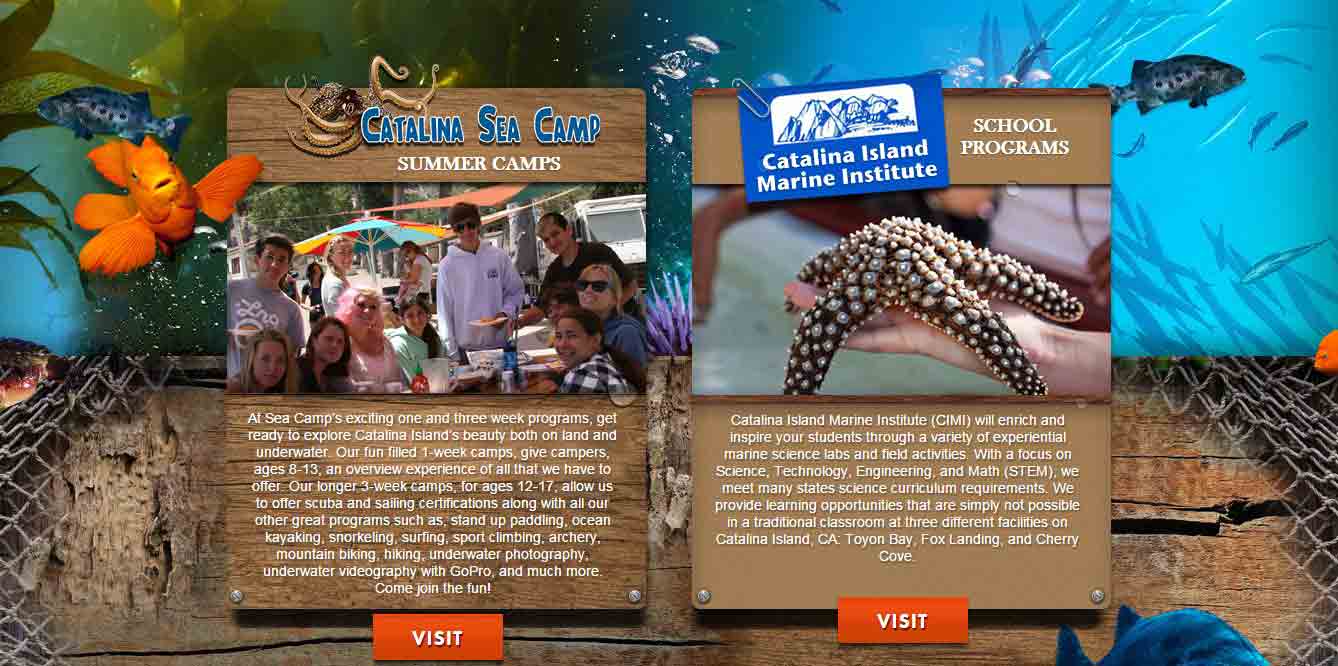 CATALINA SEA CAMP
SUMMER CAMPS
At Sea Camp's exciting one and three week programs, get
ready to explore Catalina Island's beauty both on land and
underwater. Our fun filled 1-week camps, give campers,
ages 8-13, an overview experience of all that we have to
offer. Our longer 3-week camps, for ages 12-17, allow us
to offer scuba and sailing certifications along with all our
other great programs such as, stand up paddling, ocean
kayaking, snorkeling, surfing, sport climbing, archery,
mountain biking, hiking, underwater photography,
underwater videography with GoPro, and much more.
Come join the fun!
VISIT
Catalina Island
Marine Institute
SCHOOL
PROGRAMS
Catalina Island Marine Institute (CIMI) will enrich and
inspire your students through a variety of experiential
marine science labs and field activities. With a focus on
Science, Technology, Engineering, and Math (STEM), we
meet many states science curriculum requirements. We
provide learning opportunities that are simply not possible
in a traditional classroom at three different facilities on
Catalina Island, CA: Toyon Bay, Fox Landing, and Cherry
Cove.
VISIT